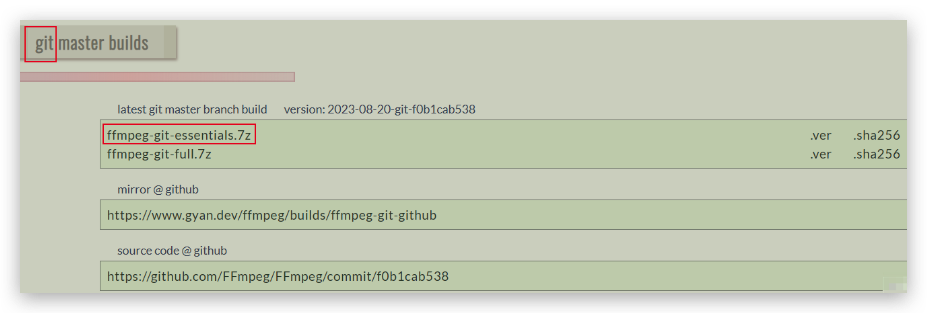 git master builds
latest git master branch build version: 2023-08-20-git-f0b1cab538
ffmpeg-git-essentials.7z .ver .sha256
ffmpeg-git-full.7z .ver .sha256
mirror @ github
https://www.gyan.dev/ffmpeg/builds/ffmpeg-git-github
source code @ github
https://github.com/FFmpeg/FFmpeg/commit/f0b1cab538